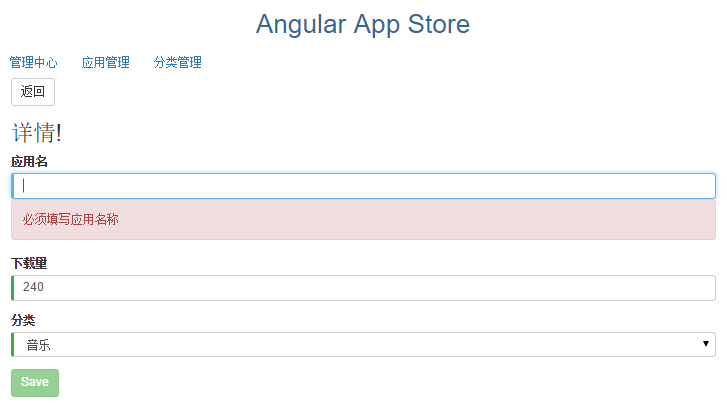 Angular App Store
管理中心 应用管理 分类管理
返回
详情!
应用名
必须填写应用名称
下载量
240
分类
音乐
Save